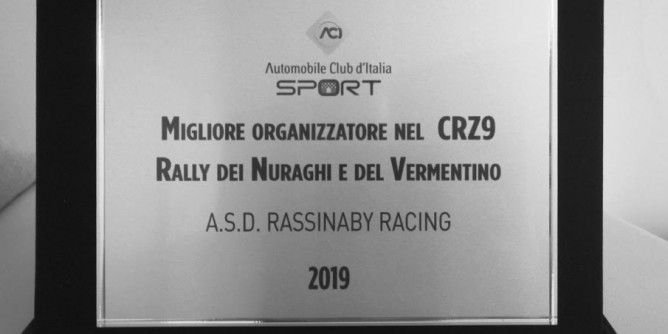 ACI
Automobile Club d'Italia
SPORT
MIGLIORE ORGANIZZATORE NEL CRZ9
RALLY DEI NURAGHI E DEL VERMENTINO
A.S.D. RASSINABY RACING
2019